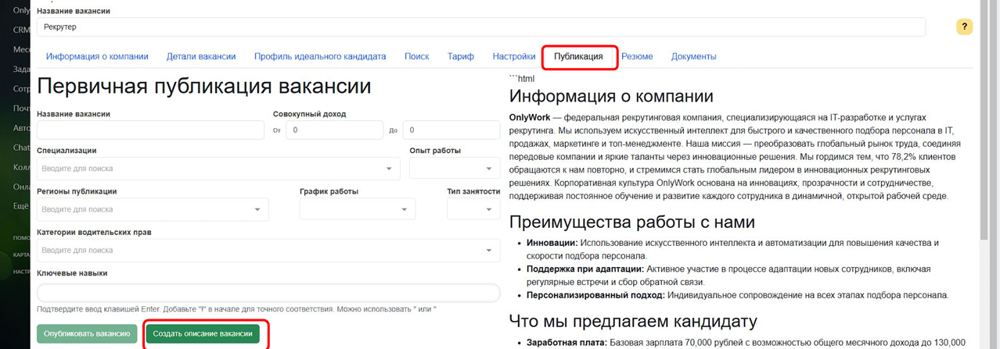 Only
CRM
Месс
Зада
Сотр
Почт
Авто
Chat
Колл
Онла
Ещё
ПОМО
КАРТА
НАСТР
Название вакансии
Рекрутер
?
Информация о компании Детали вакансии Профиль идеального кандидата Поиск Тариф Настройки Публикация Резюме Документы
Первичная публикация вакансии
Название вакансии Совокупный доход
От 0 До 0
Специализации Опыт работы
Введите для поиска
Регионы публикации График работы Тип занятости
Введите для поиска
Категории водительских прав
Введите для поиска
Ключевые навыки
Подтвердите ввод клавишей Enter. Добавьте "!" в начале для точного соответствия. Можно использовать " или "
Опубликовать вакансию Создать описание вакансии
```html
Информация о компании
OnlyWork — федеральная рекрутинговая компания, специализирующаяся на IT-разработке и услугах
рекрутинга. Мы используем искусственный интеллект для быстрого и качественного подбора персонала в IT,
продажах, маркетинге и топ-менеджменте. Наша миссия — преобразовать глобальный рынок труда, соединяя
передовые компании и яркие таланты через инновационные решения. Мы гордимся тем, что 78,2% клиентов
обращаются к нам повторно, и стремимся стать глобальным лидером в инновационных рекрутинговых
решениях. Корпоративная культура OnlyWork основана на инновациях, прозрачности и сотрудничестве,
поддерживая постоянное обучение и развитие каждого сотрудника в динамичной, открытой рабочей среде.
Преимущества работы с нами
• Инновации: Использование искусственного интеллекта и автоматизации для повышения качества и
скорости подбора персонала.
• Поддержка при адаптации: Активное участие в процессе адаптации новых сотрудников, включая
регулярные встречи и сбор обратной связи.
• Персонализированный подход: Индивидуальное сопровождение на всех этапах подбора персонала.
Что мы предлагаем кандидату
• Заработная плата: Базовая зарплата 70,000 рублей с возможностью общего месячного дохода до 130,000